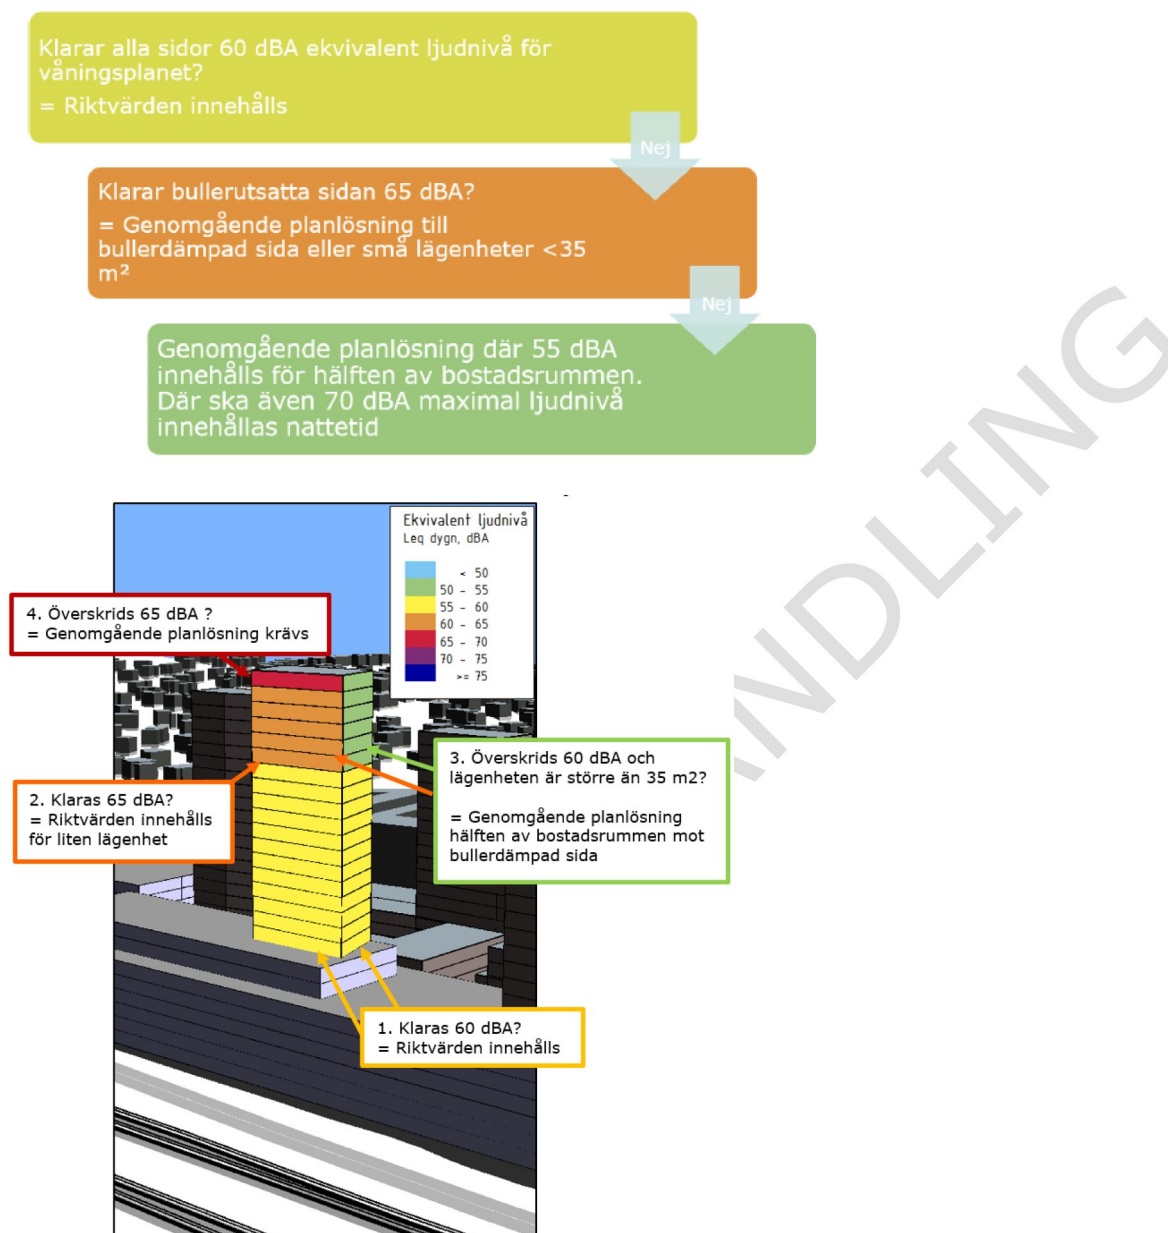 Klarar alla sidor 60 dBA ekvivalent ljudnivå för
våningsplanet?
= Riktvärden innehålls
Nej
Klarar bullerutsatta sidan 65 dBA?
= Genomgående planlösning till
bullerdämpad sida eller små lägenheter <35
m²
Nej
Genomgående planlösning där 55 dBA
innehålls för hälften av bostadsrummen.
Där ska även 70 dBA maximal ljudnivå
innehållas nattetid
Ekvivalent ljudnivå
Leq dygn, dBA
< 50
50 - 55
55 - 60
60 - 65
65 - 70
70 - 75
>= 75
4. Överskrids 65 dBA ?
= Genomgående planlösning krävs
3. Överskrids 60 dBA och
lägenheten är större än 35 m2?
= Genomgående planlösning
hälften av bostadsrummen mot
bullerdämpad sida
2. Klaras 65 dBA?
= Riktvärden innehålls
för liten lägenhet
1. Klaras 60 dBA?
= Riktvärden innehålls
NDLING